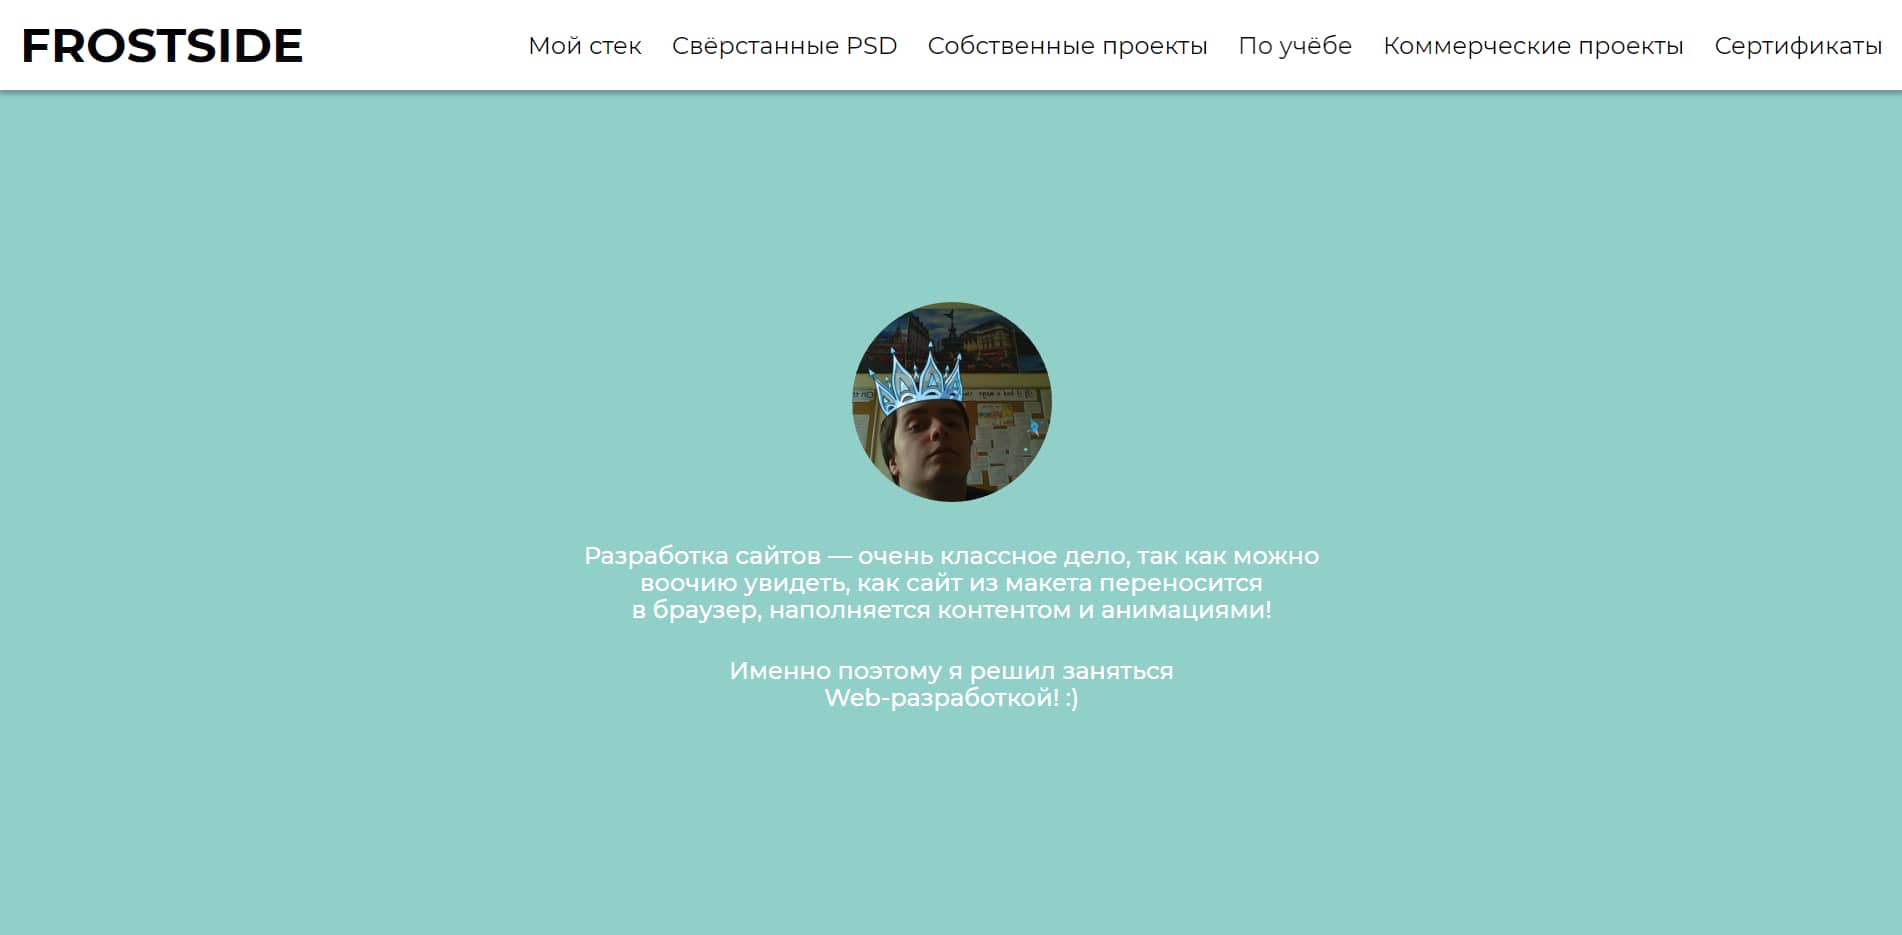 FROSTSIDE
Мой стек
Свёрстанные PSD
Собственные проекты
По учёбе
Коммерческие проекты
Сертификаты
Разработка сайтов — очень классное дело, так как можно
воочию увидеть, как сайт из макета переносится
в браузер, наполняется контентом и анимациями!
Именно поэтому я решил заняться
Web-разработкой! :)